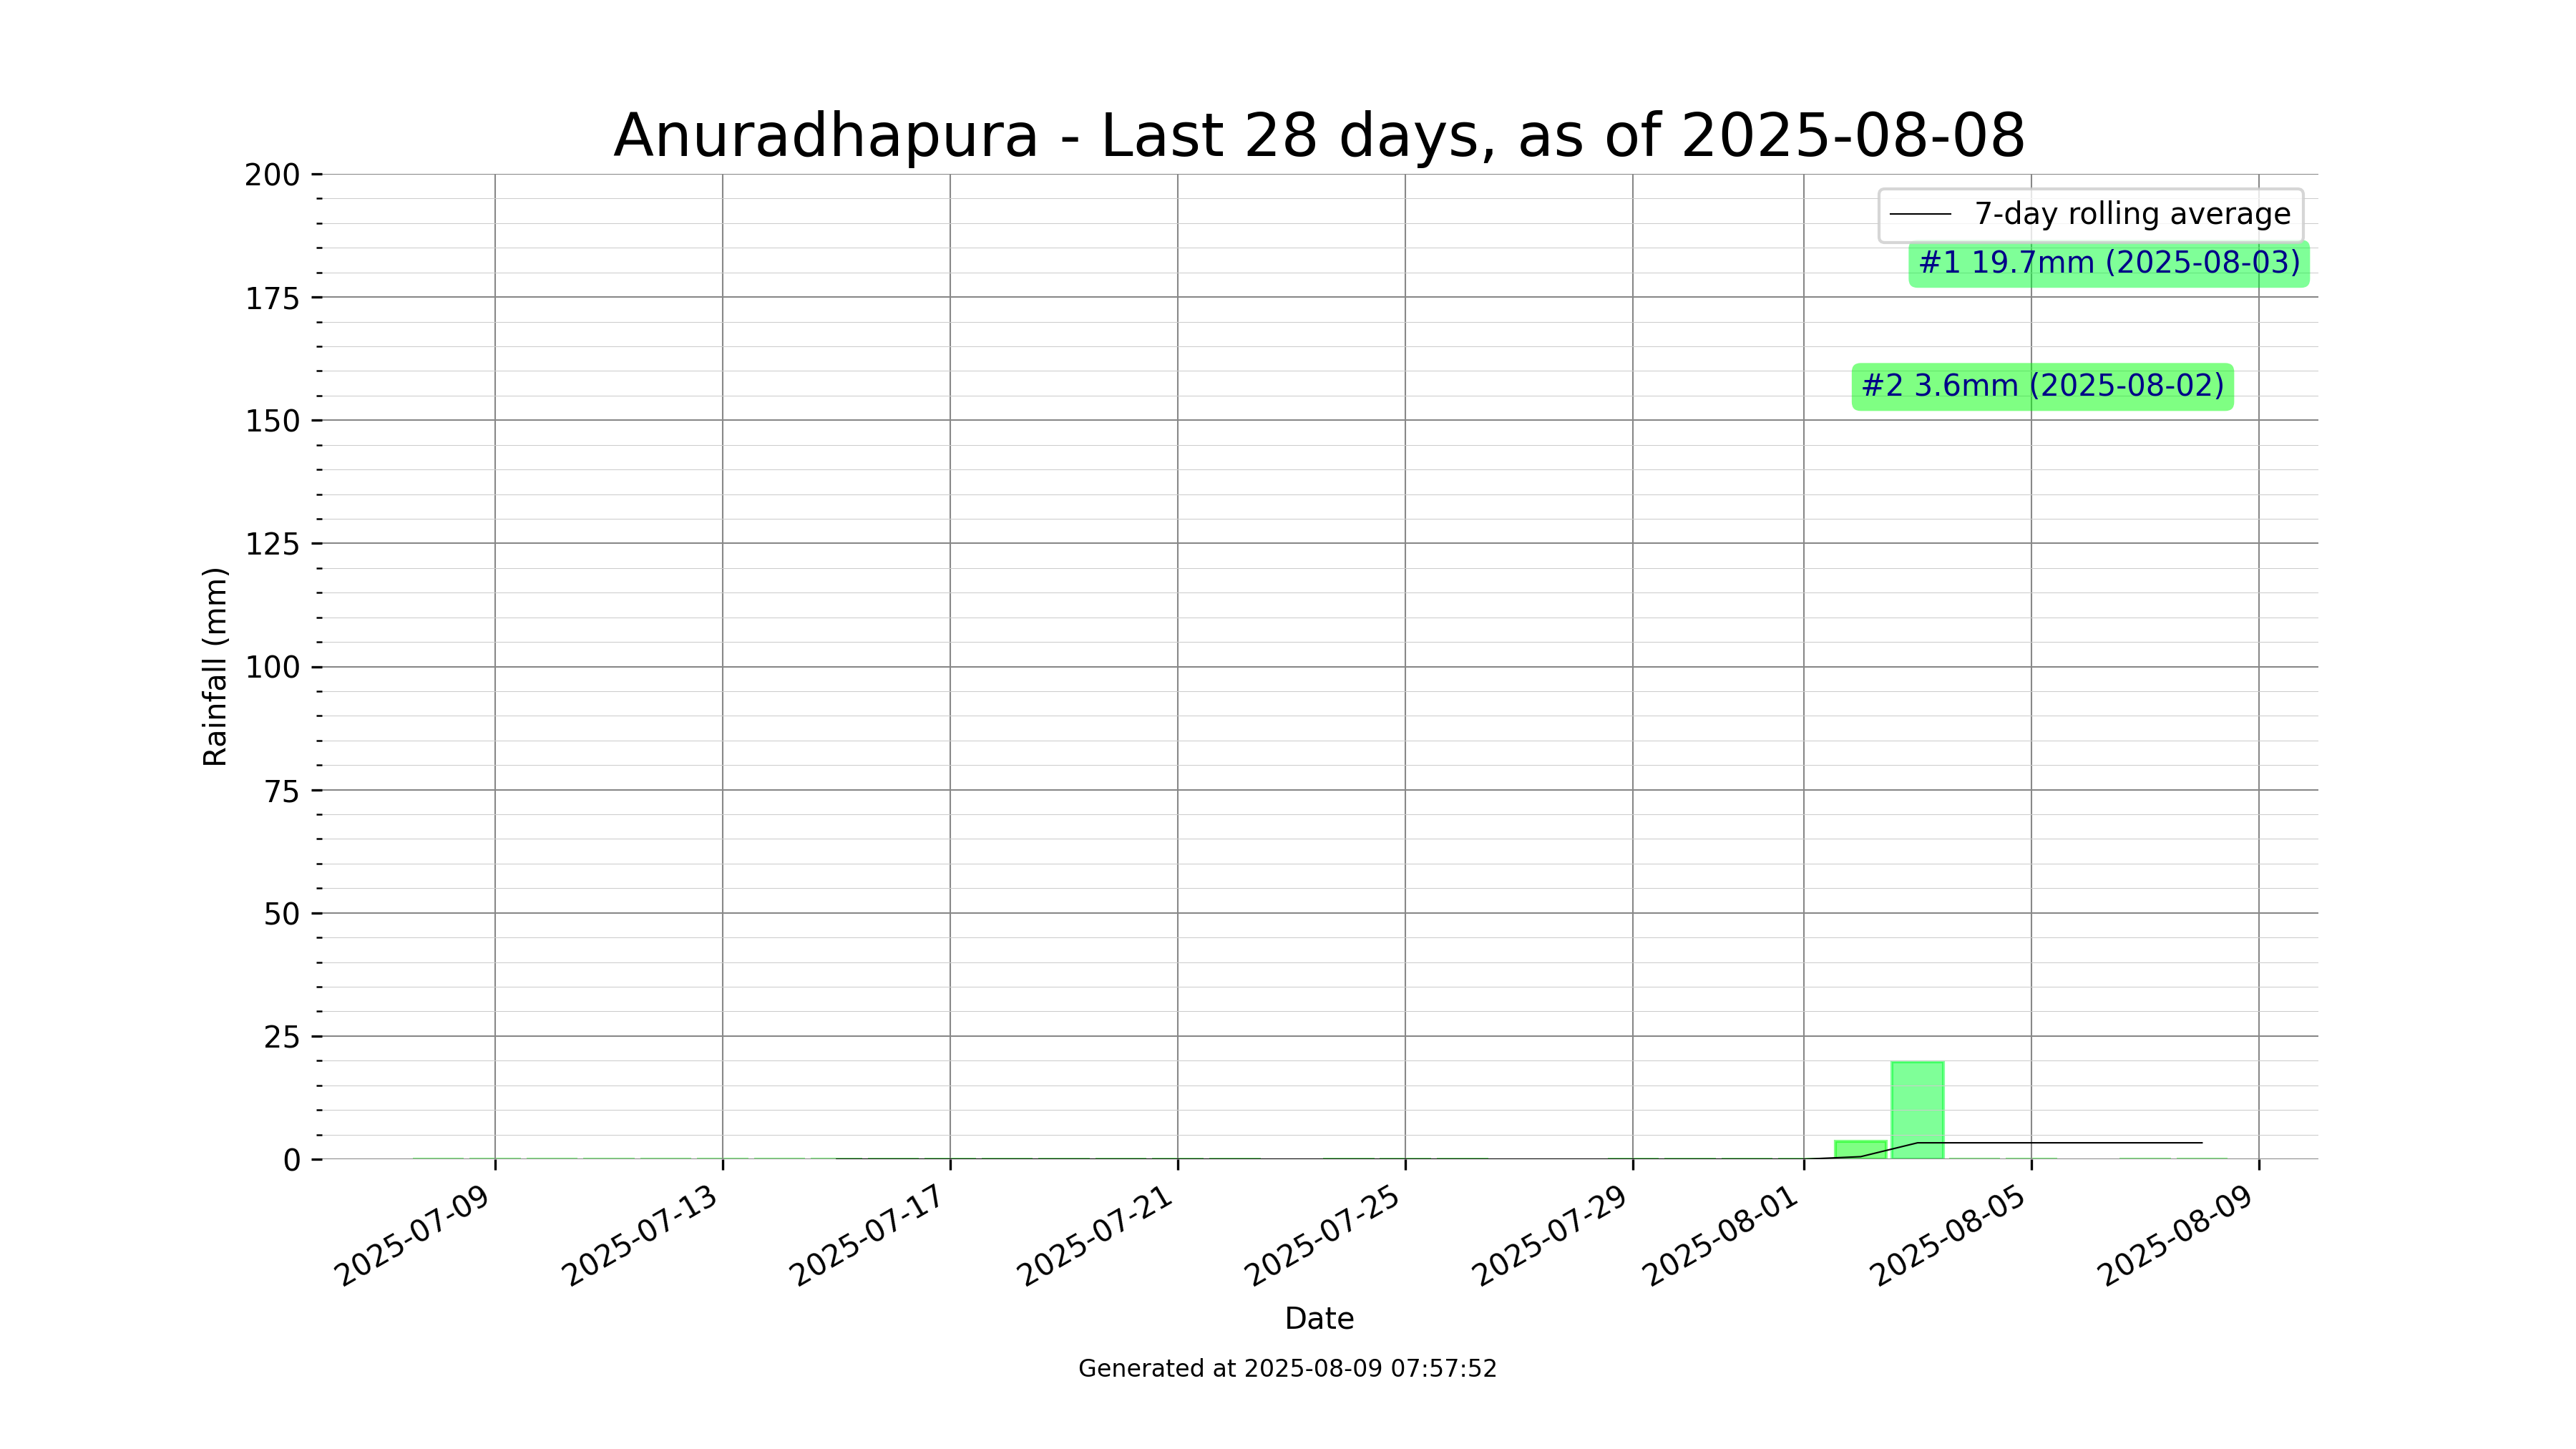 Anuradhapura - Last 28 days, as of 2025-08-08
7-day rolling average
#1 19.7mm (2025-08-03)
#2 3.6mm (2025-08-02)
Rainfall (mm)
200
175
150
125
100
75
50
25
0
2025-07-09
2025-07-13
2025-07-17
2025-07-21
2025-07-25
2025-07-29
2025-08-01
2025-08-05
2025-08-09
Date
Generated at 2025-08-09 07:57:52